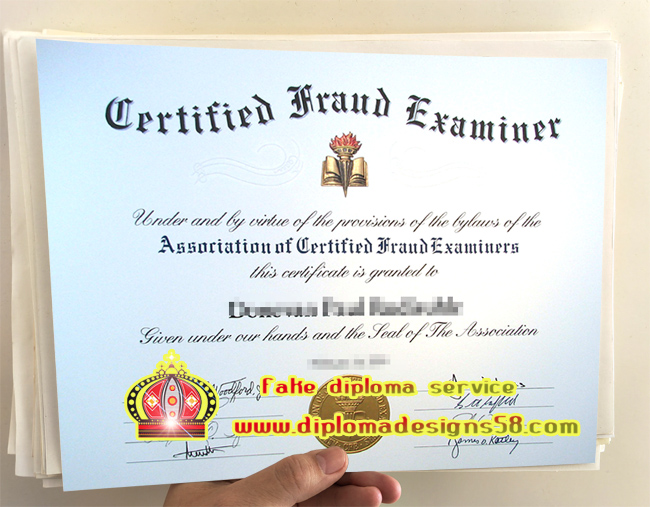 Certified Fraud Examiner
Under and by virtue of the provisions of the bylaws of the
Association of Certified Fraud Examiners
this certificate is granted to
Given under our hands and the Seal of The Association
Fake diploma service
www.diplomadesigns58.com